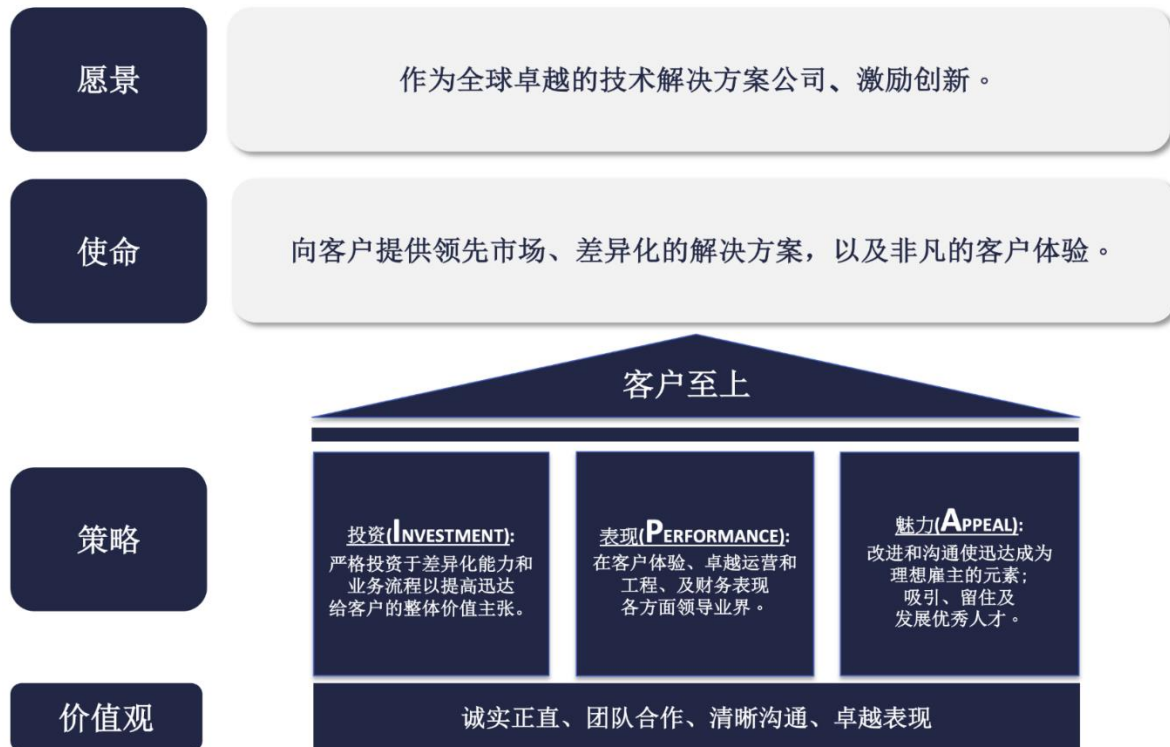 愿景
作为全球卓越的技术解决方案公司、激励创新。
使命
向客户提供领先市场、差异化的解决方案，以及非凡的客户体验。
客户至上
策略
投资(INVESTMENT):
严格投资于差异化能力和
业务流程以提高迅达
给客户的整体价值主张。
表现(PERFORMANCE):
在客户体验、卓越运营和
工程、及财务表现
各方面领导业界。
魅力(APPEAL):
改进和沟通使迅达成为
理想雇主的元素;
吸引、留住及
发展优秀人才。
价值观
诚实正直、团队合作、清晰沟通、卓越表现